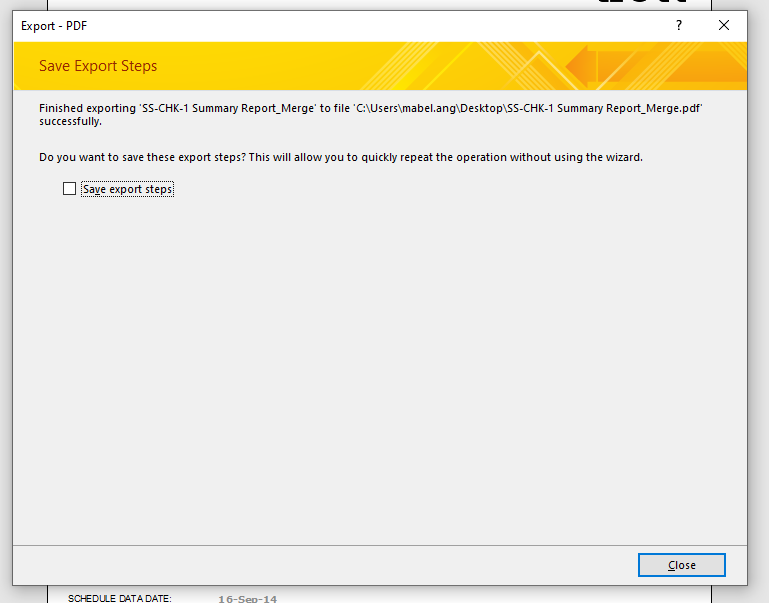 Export - PDF
?
Save Export Steps
Finished exporting 'SS-CHK-1 Summary Report_Merge' to file 'C:\Users\mabel.ang\Desktop\SS-CHK-1 Summary Report_Merge.pdf'
successfully.
Do you want to save these export steps? This will allow you to quickly repeat the operation without using the wizard.
Save export steps
Close
SCHEDULE DATA DATE: 16-Sep-14